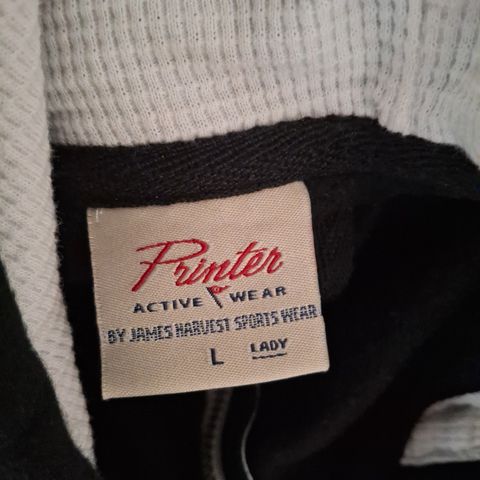 Printer
ACTIVE WEAR
BY JAMES HARVEST SPORTS WEAR
L LADY